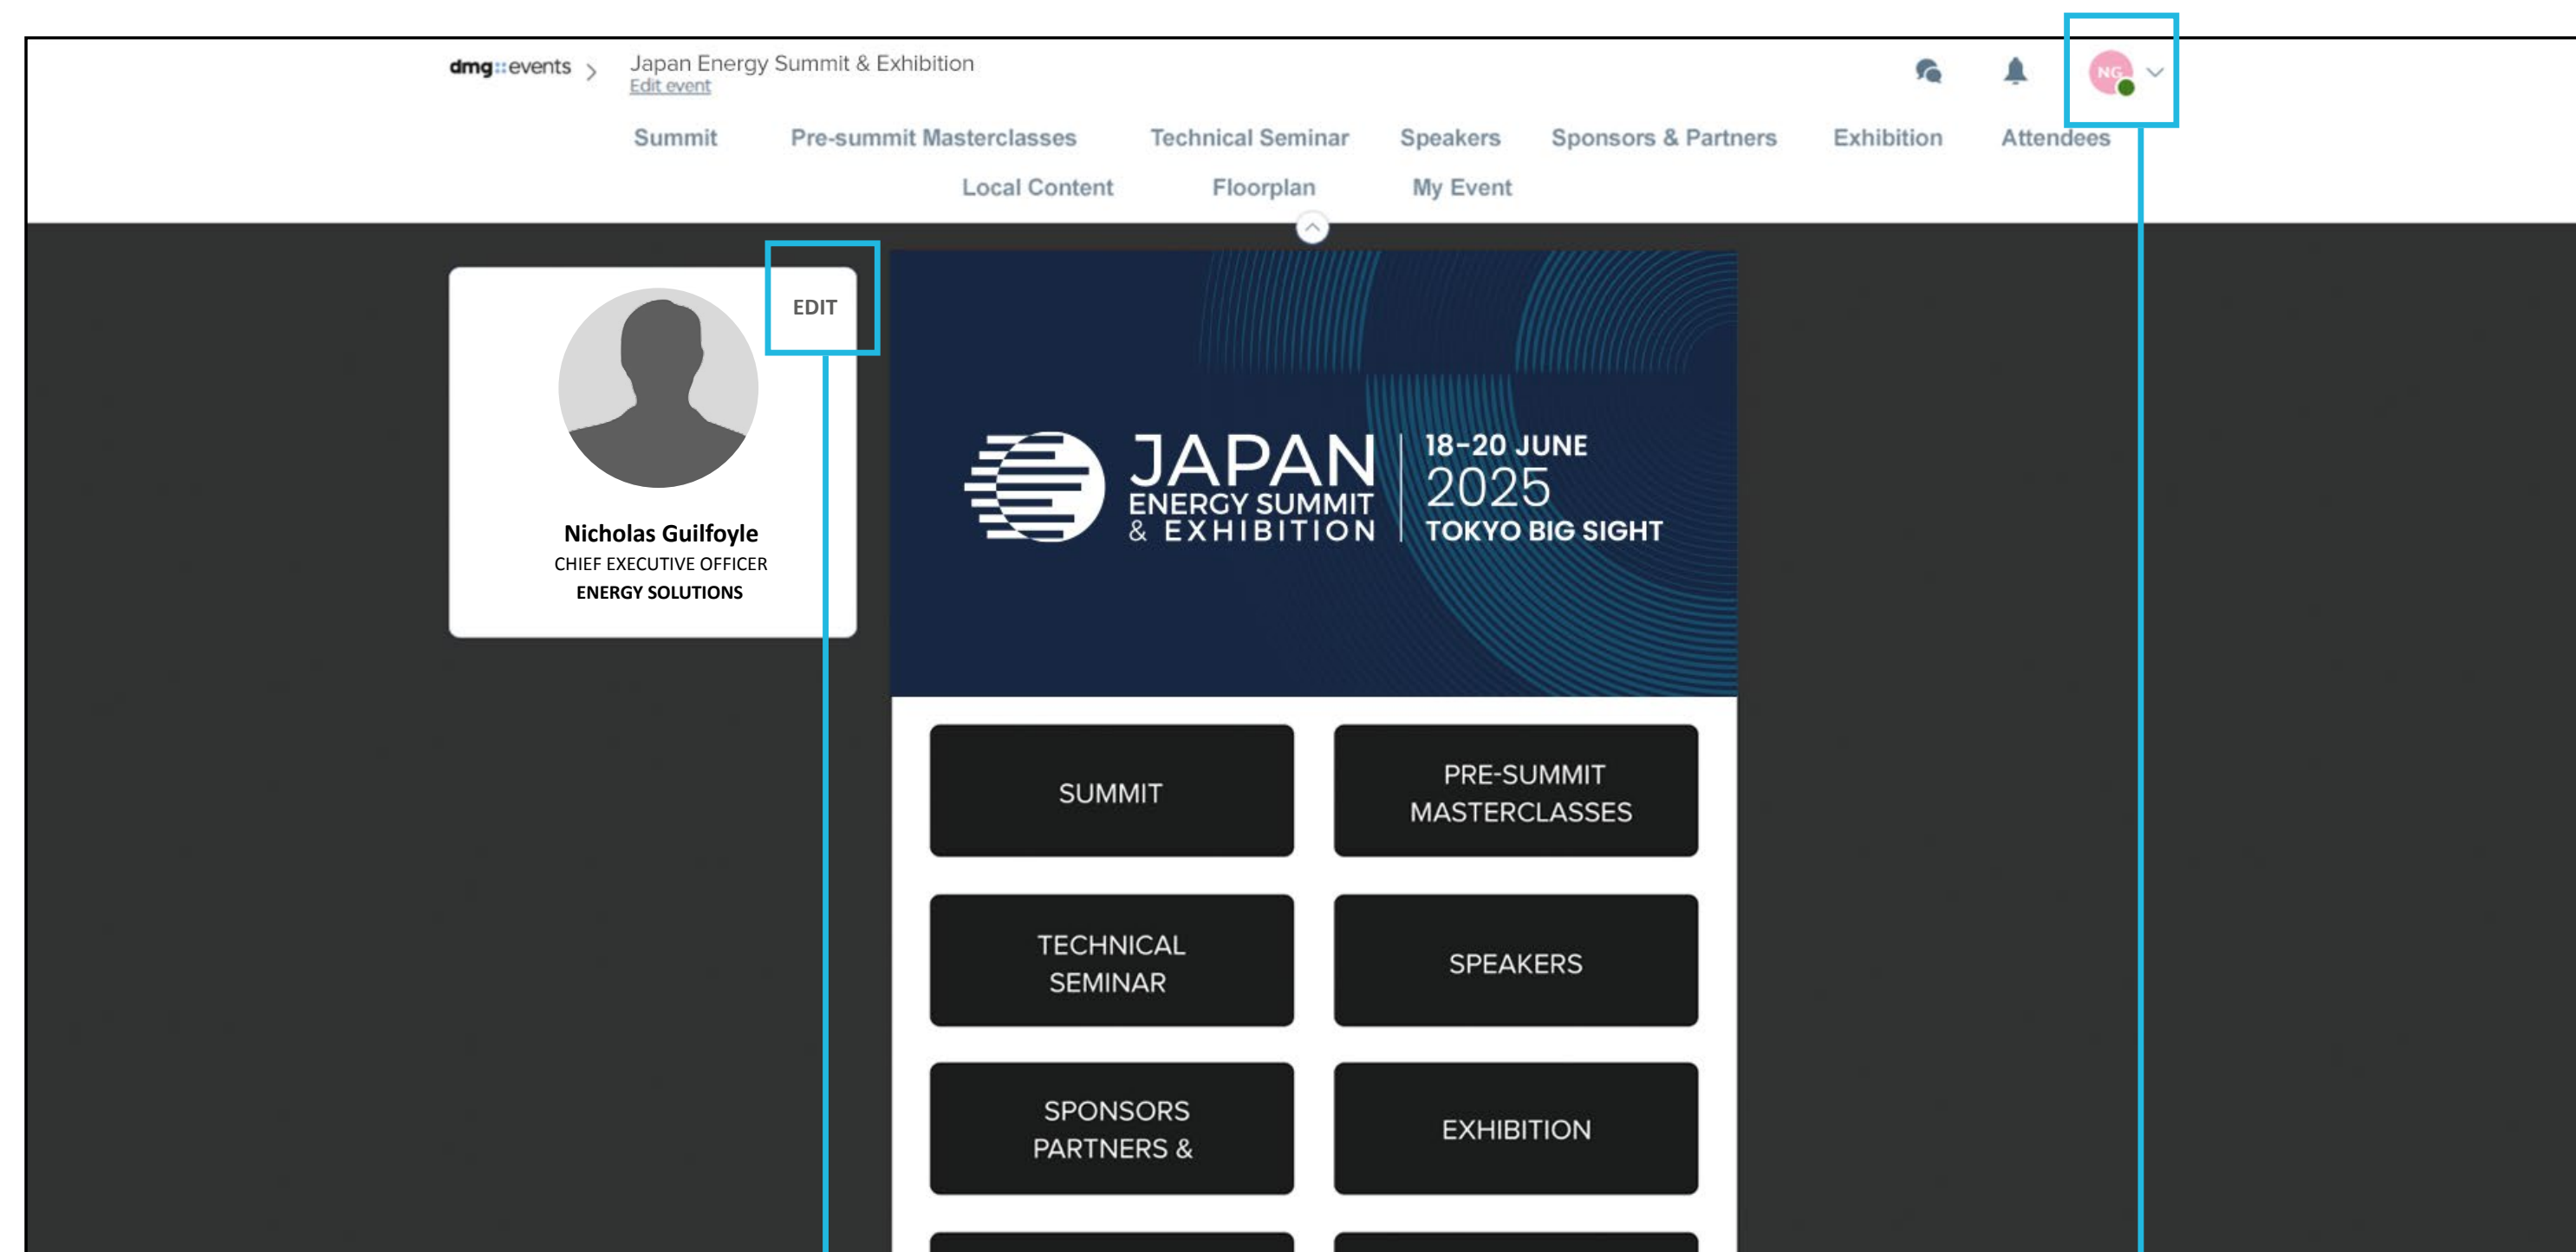 dmg::events > Japan Energy Summit & Exhibition
Edit event
NG
Summit Pre-summit Masterclasses Technical Seminar Speakers Sponsors & Partners Exhibition Attendees
Local Content Floorplan My Event
EDIT
Nicholas Guilfoyle
CHIEF EXECUTIVE OFFICER
ENERGY SOLUTIONS
JAPAN
ENERGY SUMMIT
& EXHIBITION
18-20 JUNE
2025
TOKYO BIG SIGHT
SUMMIT
PRE-SUMMIT
MASTERCLASSES
TECHNICAL
SEMINAR
SPEAKERS
SPONSORS
PARTNERS &
EXHIBITION